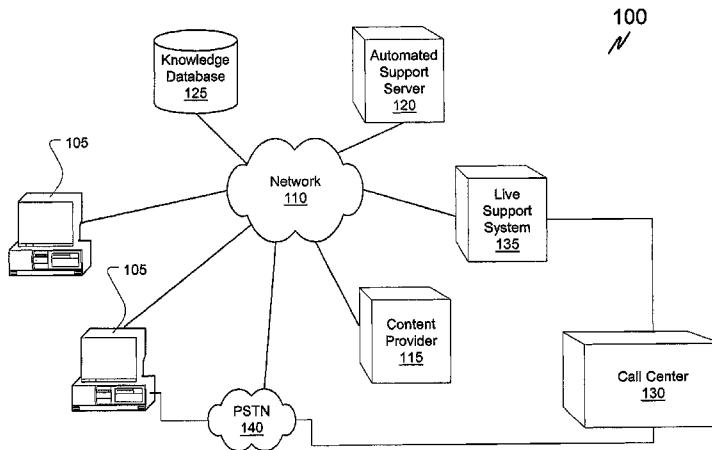 100
Knowledge
Database
125
Automated
Support
Server
120
105
Network
110
Live
Support
System
135
105
Content
Provider
115
Call Center
130
PSTN
140